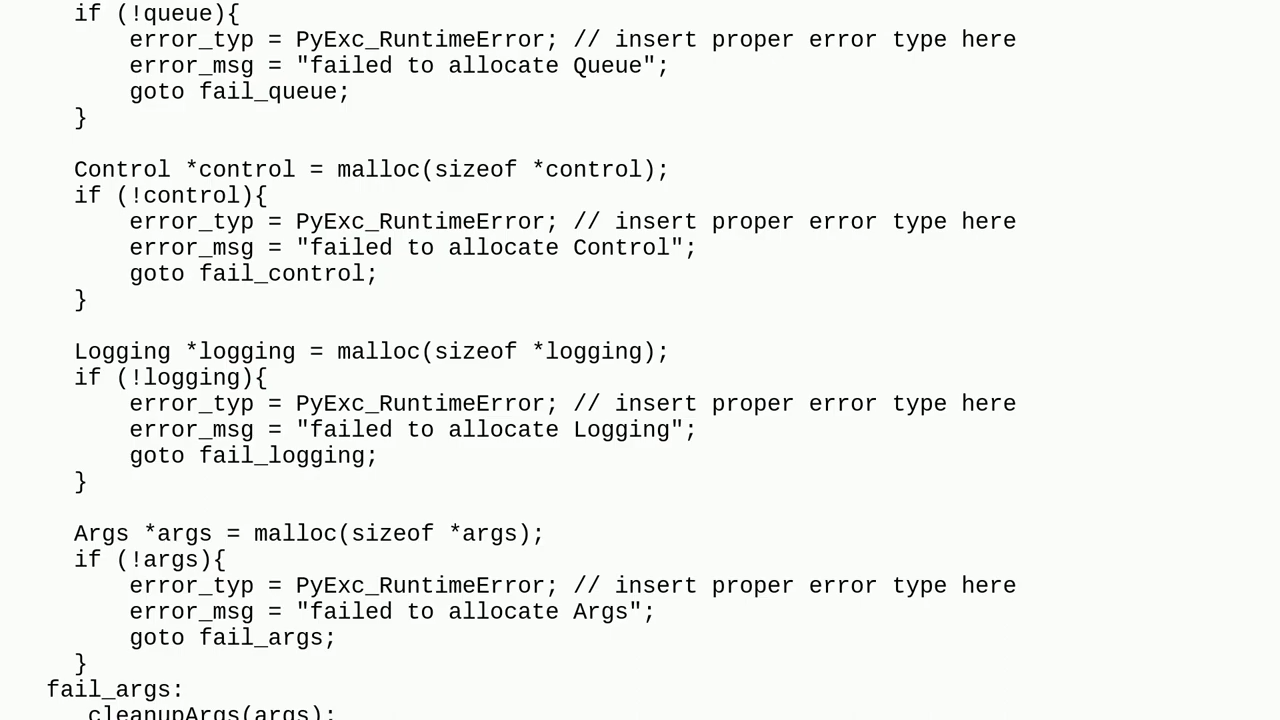 if (!queue){
error_typ = PyExc_RuntimeError; // insert proper error type here
error_msg = "failed to allocate Queue";
goto fail_queue;
}
Control *control = malloc(sizeof *control);
if (!control){
error_typ = PyExc_RuntimeError; // insert proper error type here
error_msg = "failed to allocate Control";
goto fail_control;
}
Logging *logging = malloc(sizeof *logging);
if (!logging){
error_typ = PyExc_RuntimeError; // insert proper error type here
error_msg = "failed to allocate Logging";
goto fail_logging;
}
Args *args = malloc(sizeof *args);
if (!args){
error_typ = PyExc_RuntimeError; // insert proper error type here
error_msg = "failed to allocate Args";
goto fail_args;
}
fail_args:
cleanupArgs(args);